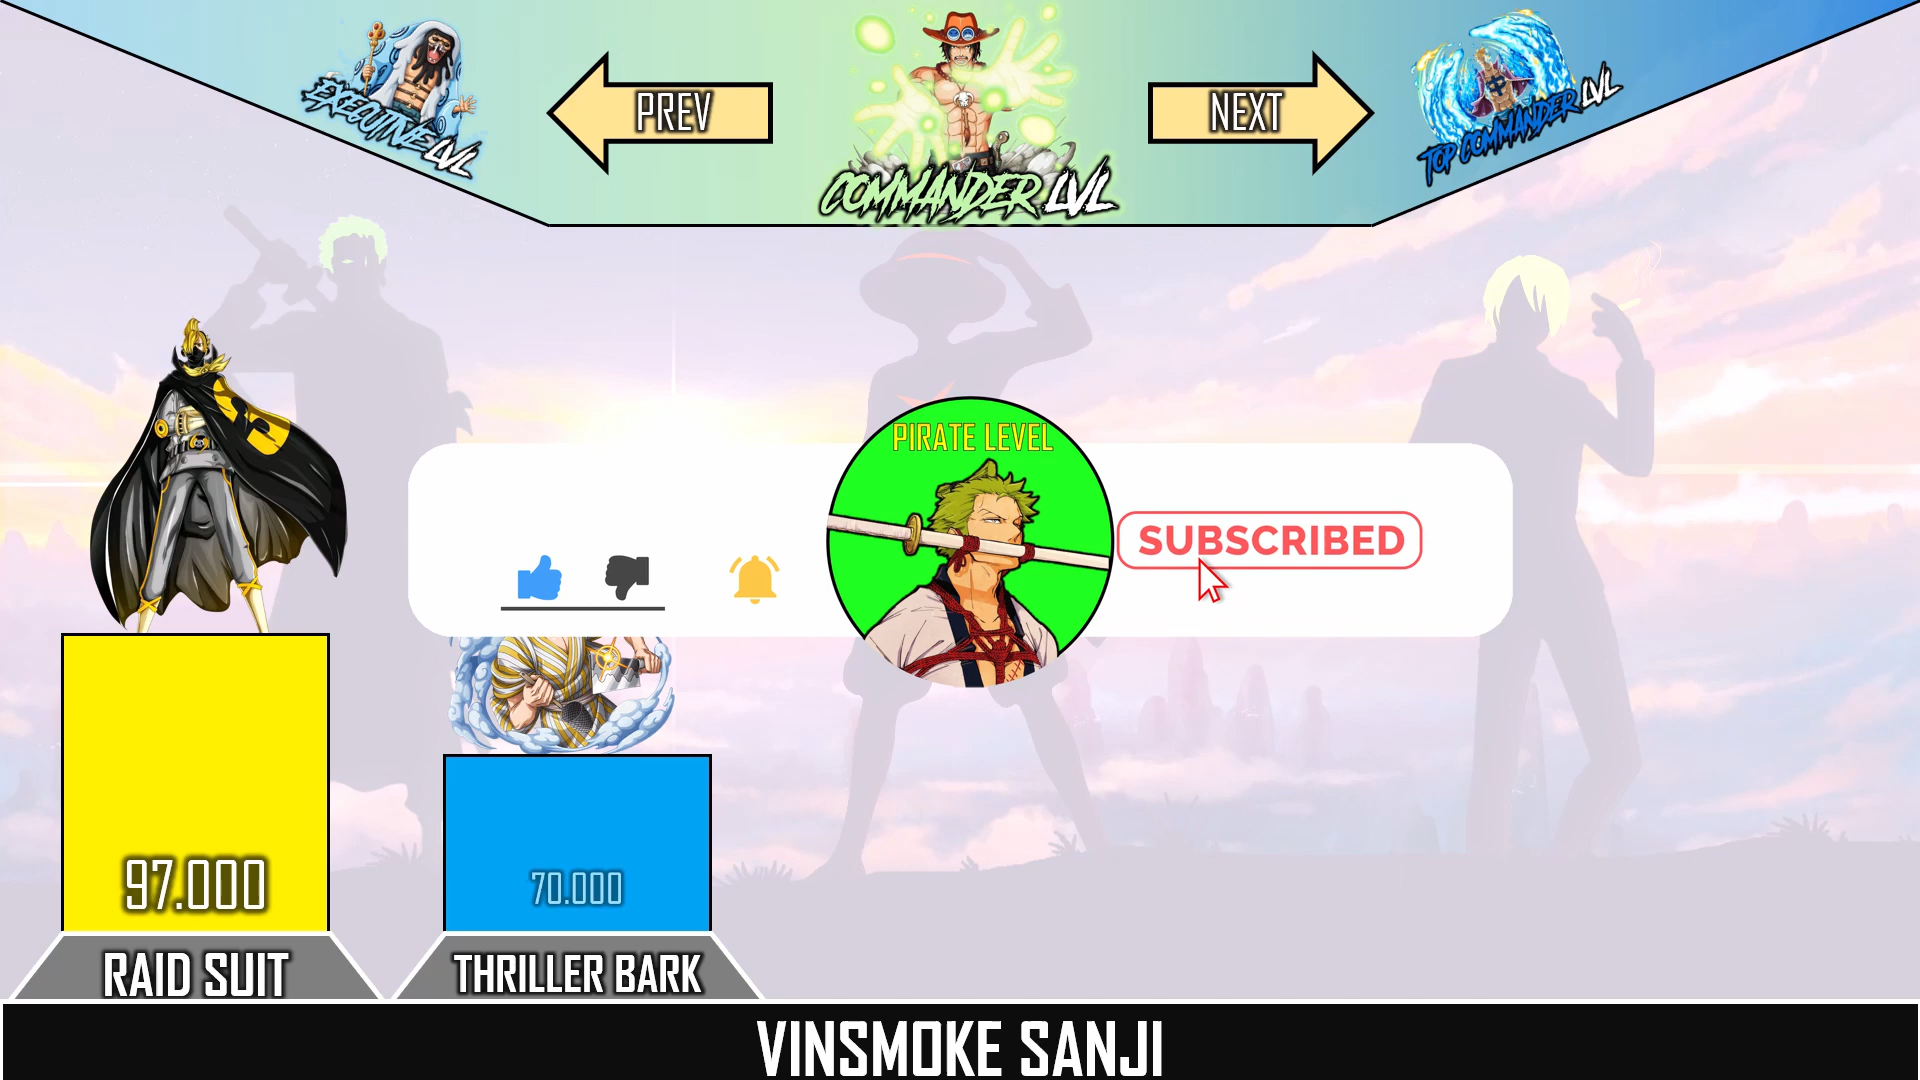 EXECUTIVE LVL
PREV
COMMANDER LVL
NEXT
TOP COMMANDER LVL
PIRATE LEVEL
SUBSCRIBED
97.000
70.000
RAID SUIT
THRILLER BARK
VINSMOKE SANJI